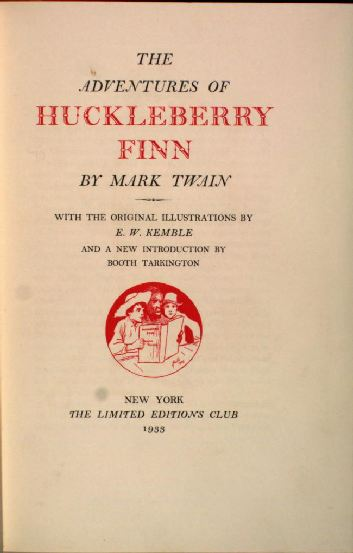 THE
ADVENTURES OF
HUCKLEBERRY
FINN
BY MARK TWAIN
WITH THE ORIGINAL ILLUSTRATIONS BY
E. W. KEMBLE
AND A NEW INTRODUCTION BY
BOOTH TARKINGTON
NEW YORK
THE LIMITED EDITIONS CLUB
1933